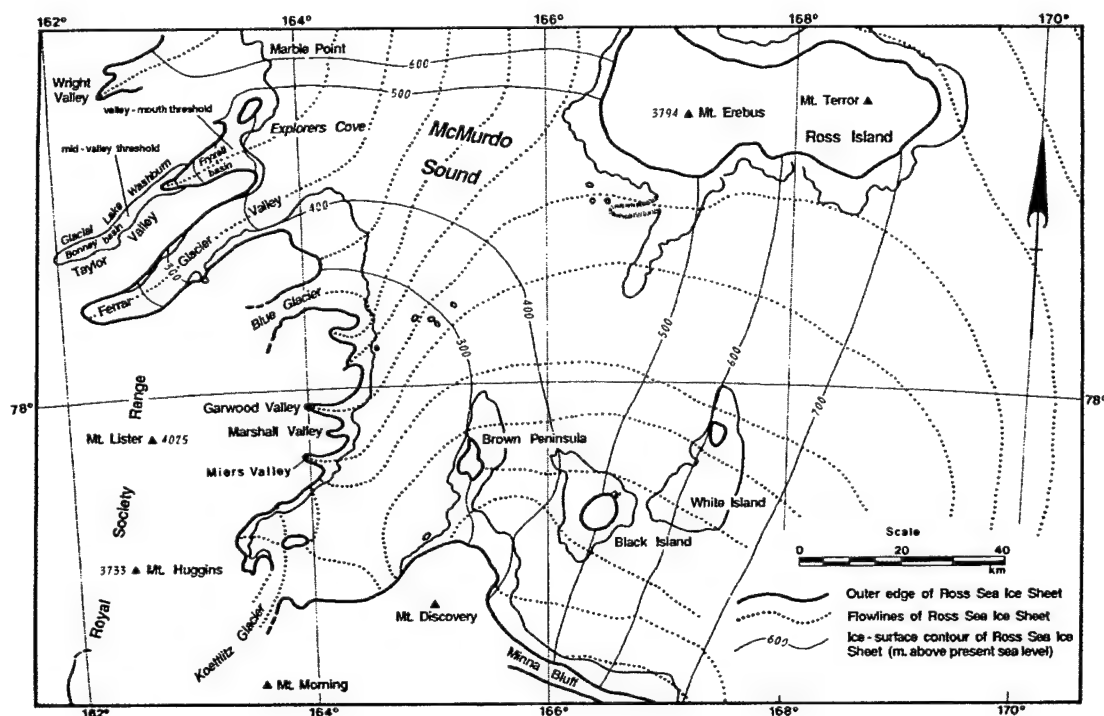 162°
164°
166°
168°
170°
Marble Point
600
Wright
Valley
valley-mouth threshold
500
Explorers Cove
McMurdo
Sound
3794 ▲ Mt. Erebus
Mt. Terror ▲
Ross Island
mid-valley threshold
Fryxell
basin
Glacial Lake Washburn
Bonney basin
Taylor Valley
Ferrar Glacier Valley
300
400
Blue Glacier
400
300
500
600
700
78°
78°
Garwood Valley
Marshall Valley
Miers Valley
Mt. Lister ▲ 4025
Royal Society Range
3733 ▲ Mt. Huggins
Brown Peninsula
White Island
Black Island
Koettlitz Glacier
Mt. Discovery
Minna Bluff
▲ Mt. Morning
Scale
0 20 40
km
Outer edge of Ross Sea Ice Sheet
Flowlines of Ross Sea Ice Sheet
600
Ice-surface contour of Ross Sea Ice
Sheet (m. above present sea level)
162°
164°
166°
168°
170°